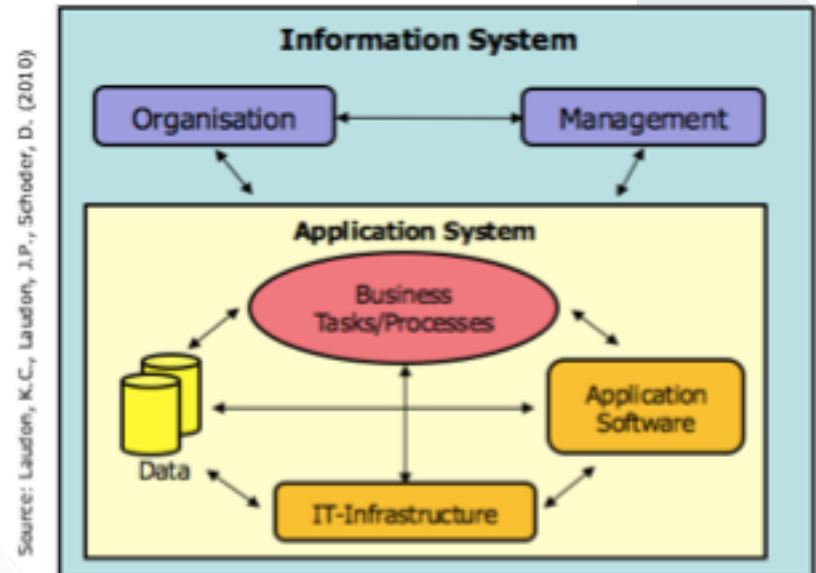 Information System
Organisation
Management
Application System
Business
Tasks/Processes
Data
Application
Software
IT-Infrastructure
Source: Laudon, K.C., Laudon, J.P., Schoder, D. (2010)